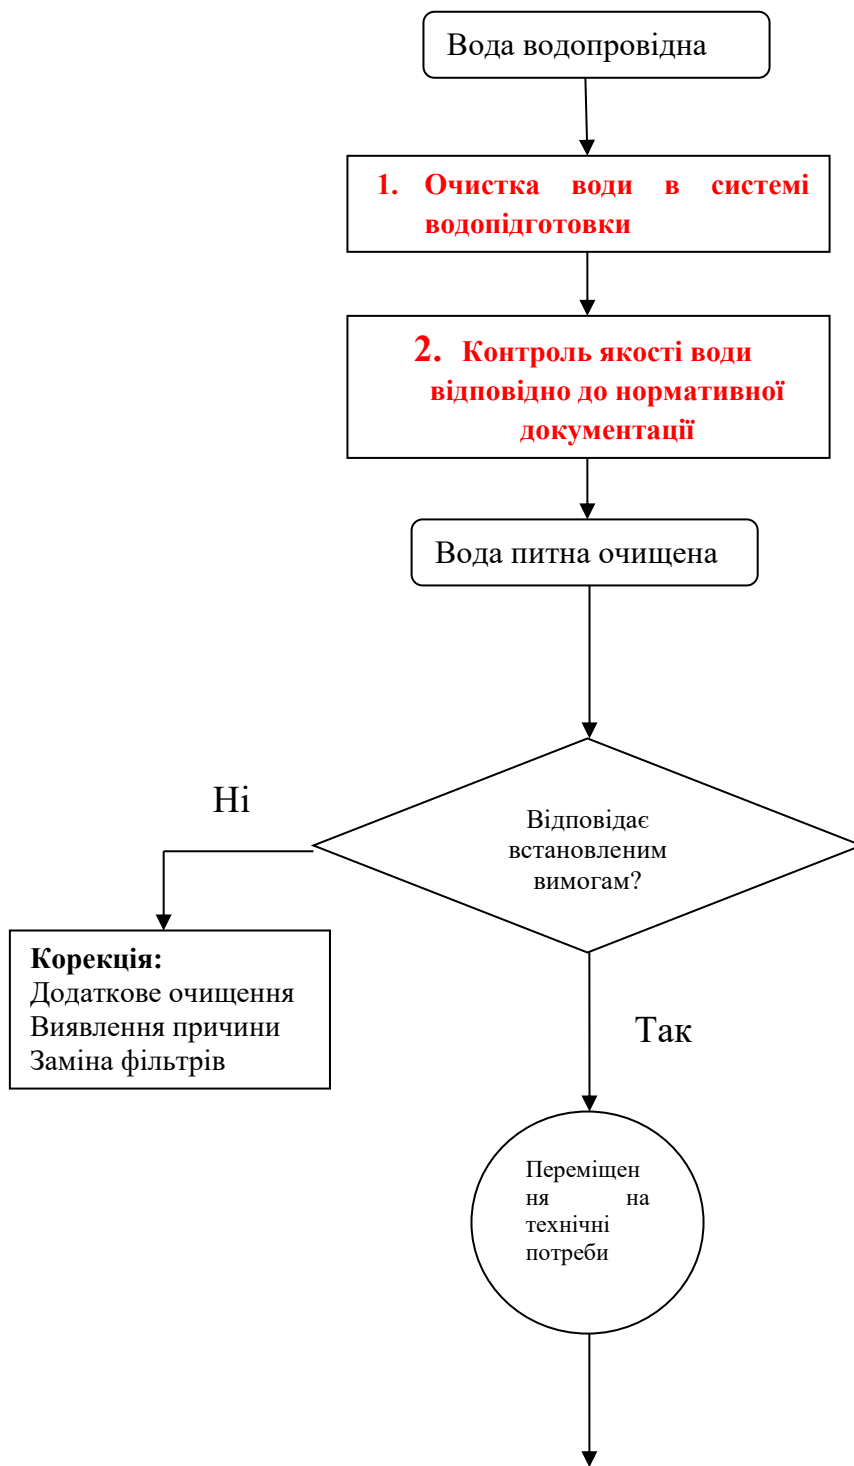 Вода водопровідна
1. Очистка води в системі
водопідготовки
2. Контроль якості води
відповідно до нормативної
документації
Вода питна очищена
Ні
Відповідає
встановленим
вимогам?
Корекція:
Додаткове очищення
Виявлення причини
Заміна фільтрів
Так
Переміщен
ня на
технічні
потреби